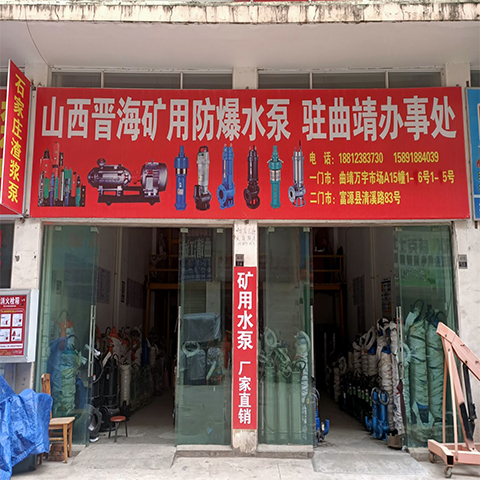 山西晋海矿用防爆水泵 驻曲靖办事处
电话：18812383730 15891884039
一门市：曲靖万宇市场A15幢1-6号1-5号
二门市：富源县清溪路83号
石家庄渣浆泵
矿用水泵 厂家直销